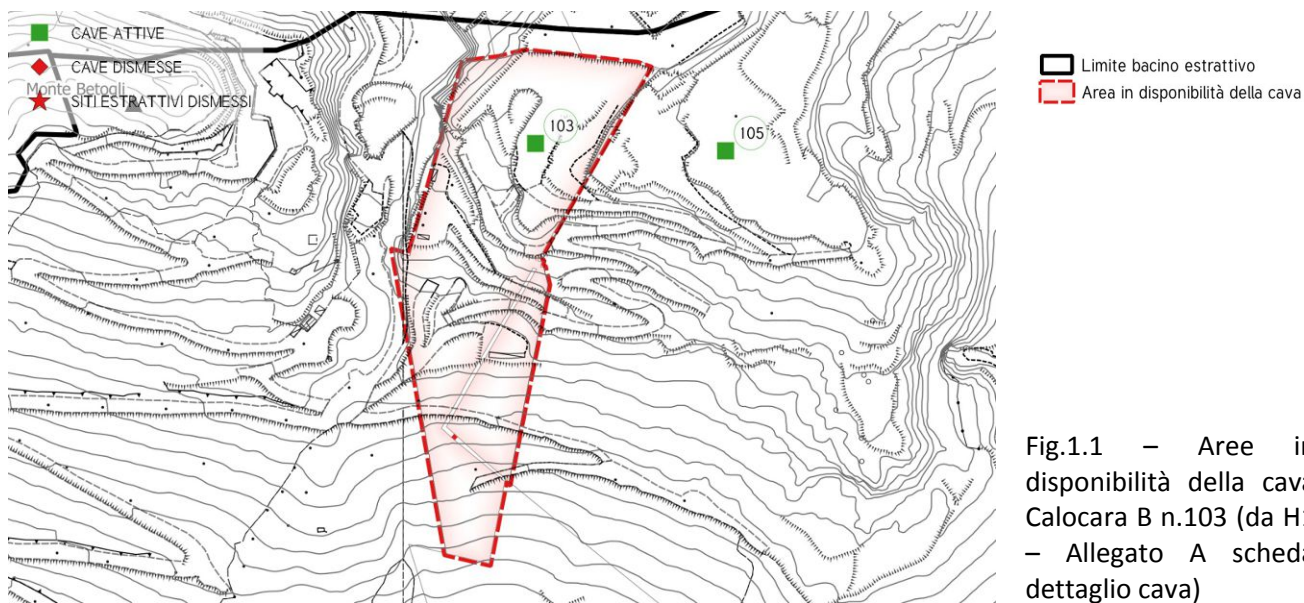 CAVE ATTIVE
CAVE DISMESSE
Monte Betogli
SITI ESTRATTIVI DISMESSI
103
105
Limite bacino estrattivo
Area in disponibilità della cava
Fig.1.1 – Aree in
disponibilità della cava
Calocara B n.103 (da H1
– Allegato A scheda
dettaglio cava)